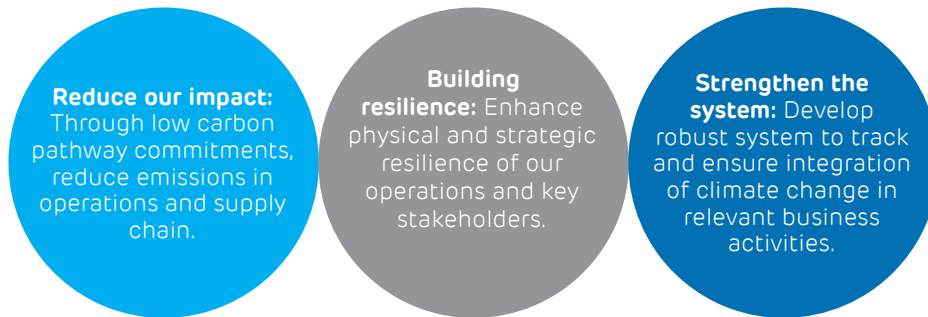 Reduce our impact:
Through low carbon
pathway commitments,
reduce emissions in
operations and supply
chain.
Building
resilience: Enhance
physical and strategic
resilience of our
operations and key
stakeholders.
Strengthen the
system: Develop
robust system to track
and ensure integration
of climate change in
relevant business
activities.